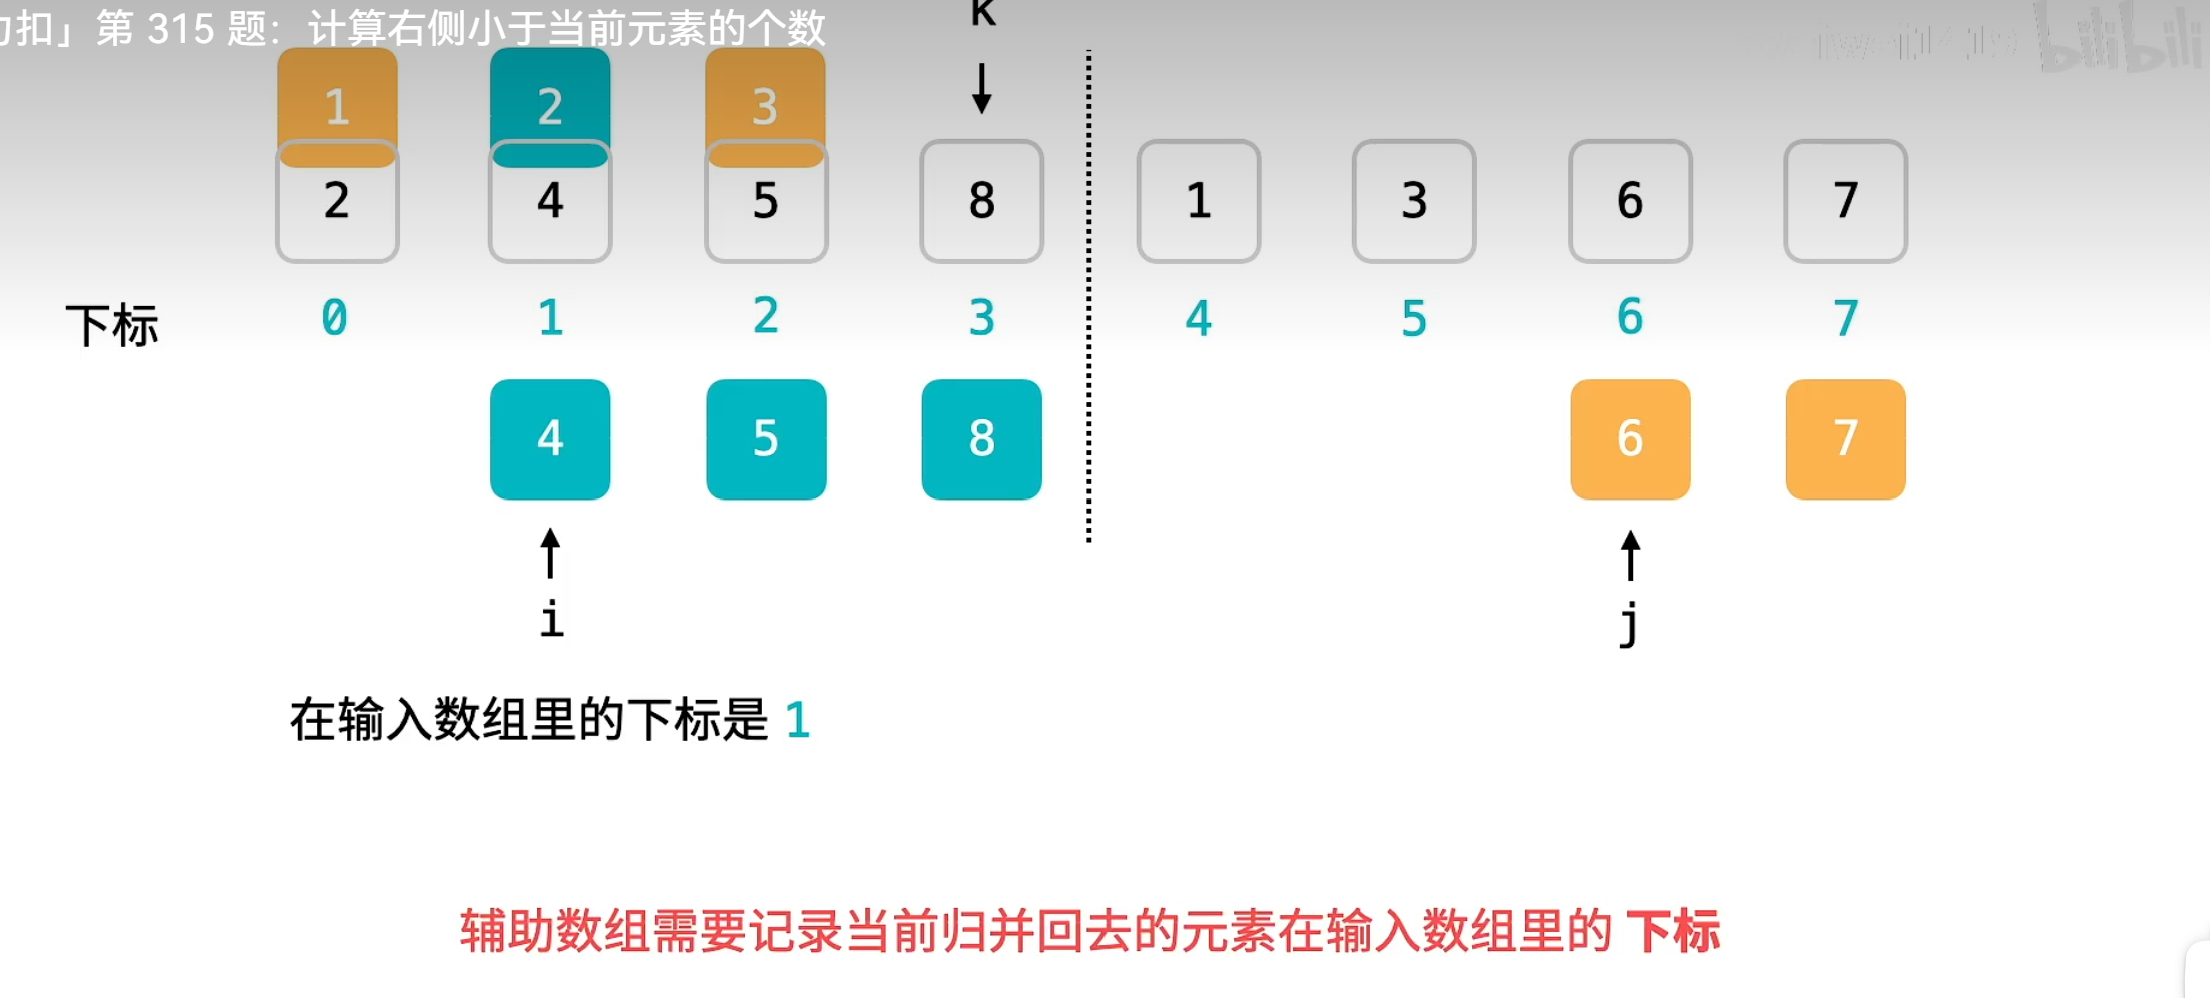 扣」第 315 题：计算右侧小于当前元素的个数
k
1 2 3
2 4 5 8 1 3 6 7
下标 0 1 2 3 4 5 6 7
4 5 8 6 7
i j
在输入数组里的下标是 1
辅助数组需要记录当前归并回去的元素在输入数组里的 下标
bilibili